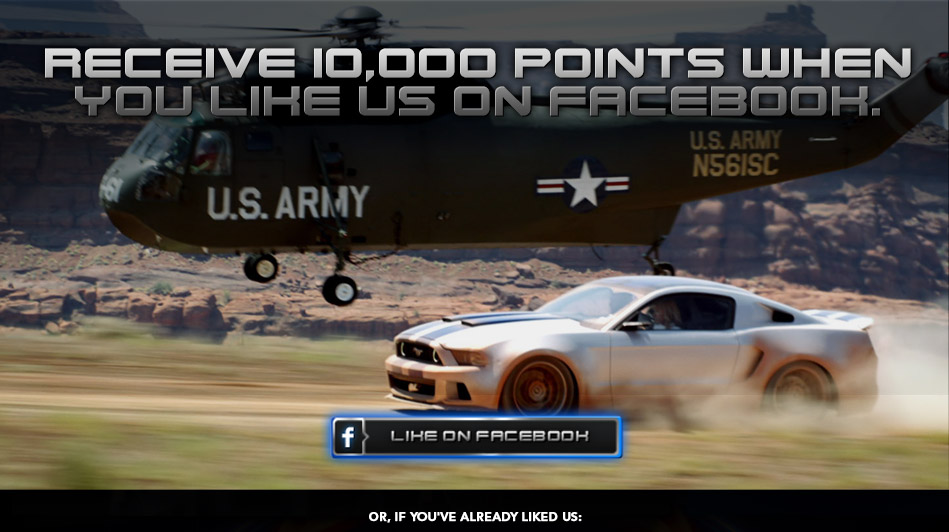 RECEIVE 10,000 POINTS WHEN
YOU LIKE US ON FACEBOOK.
U.S. ARMY
N561SC
U.S. ARMY
f LIKE ON FACEBOOK
OR, IF YOU'VE ALREADY LIKED US: